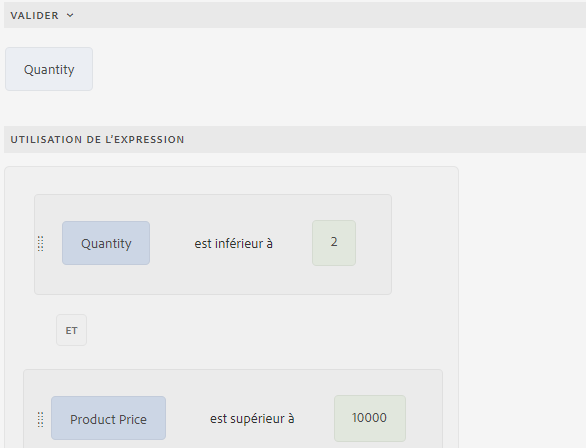 VALIDER
Quantity
UTILISATION DE L'EXPRESSION
Quantity est inférieur à 2
ET
Product Price est supérieur à 10000